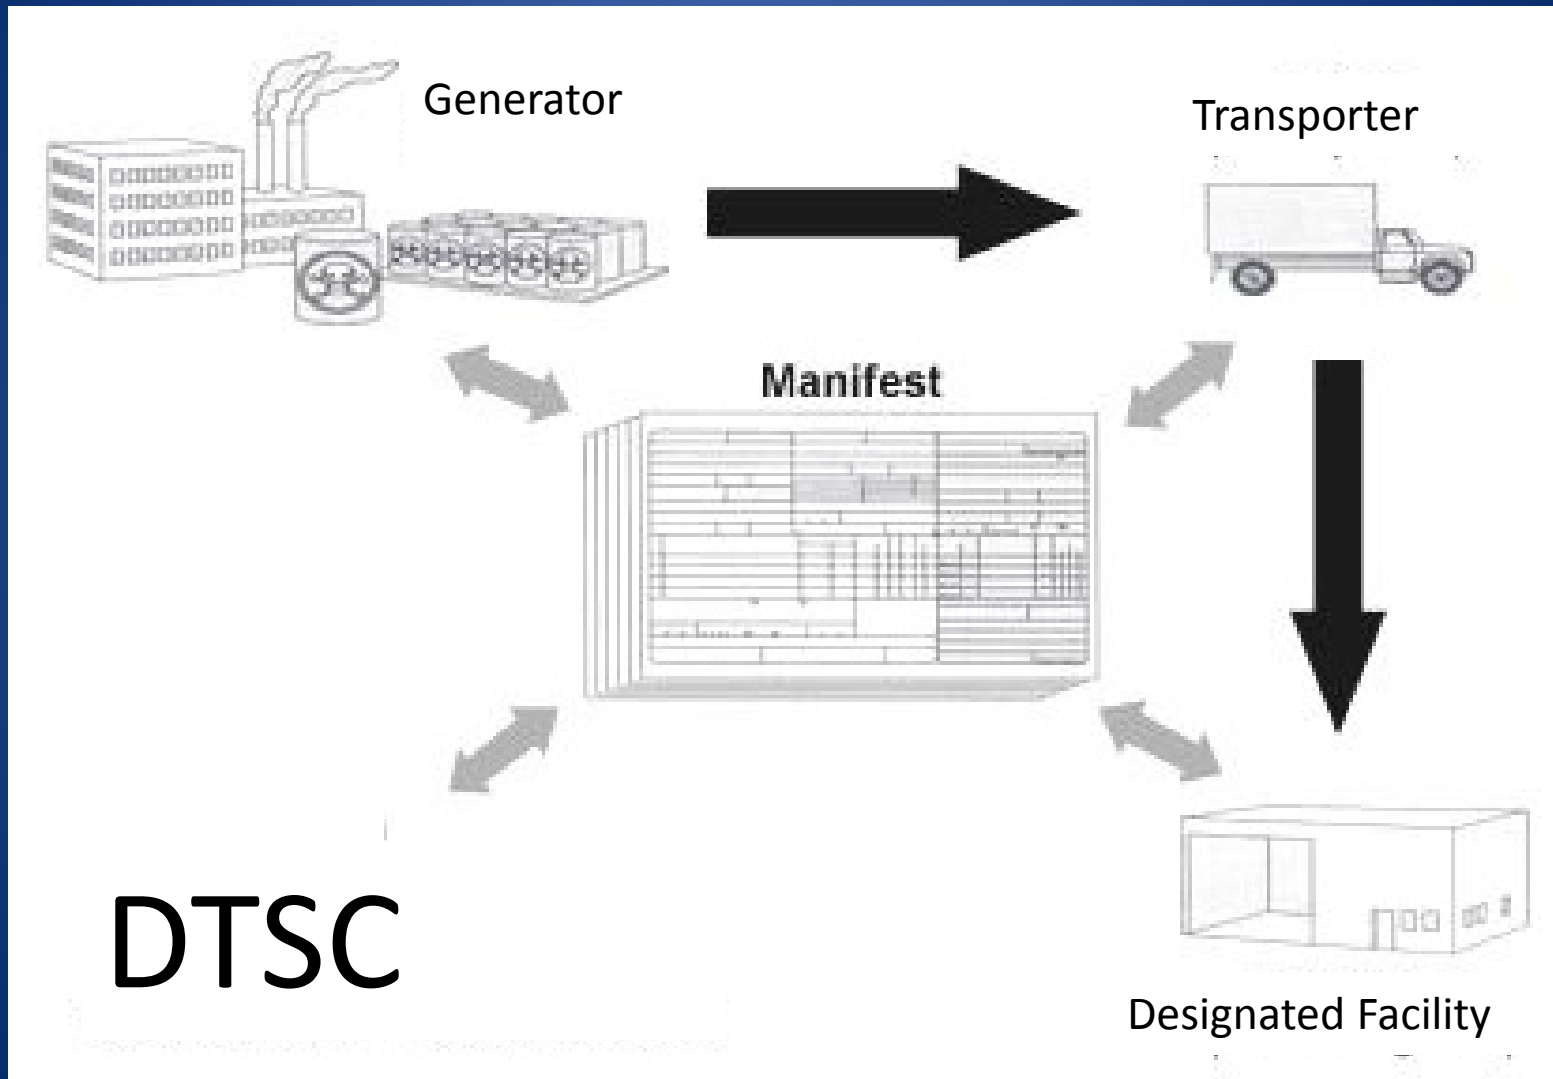 Generator
Transporter
Manifest
DTSC
Designated Facility